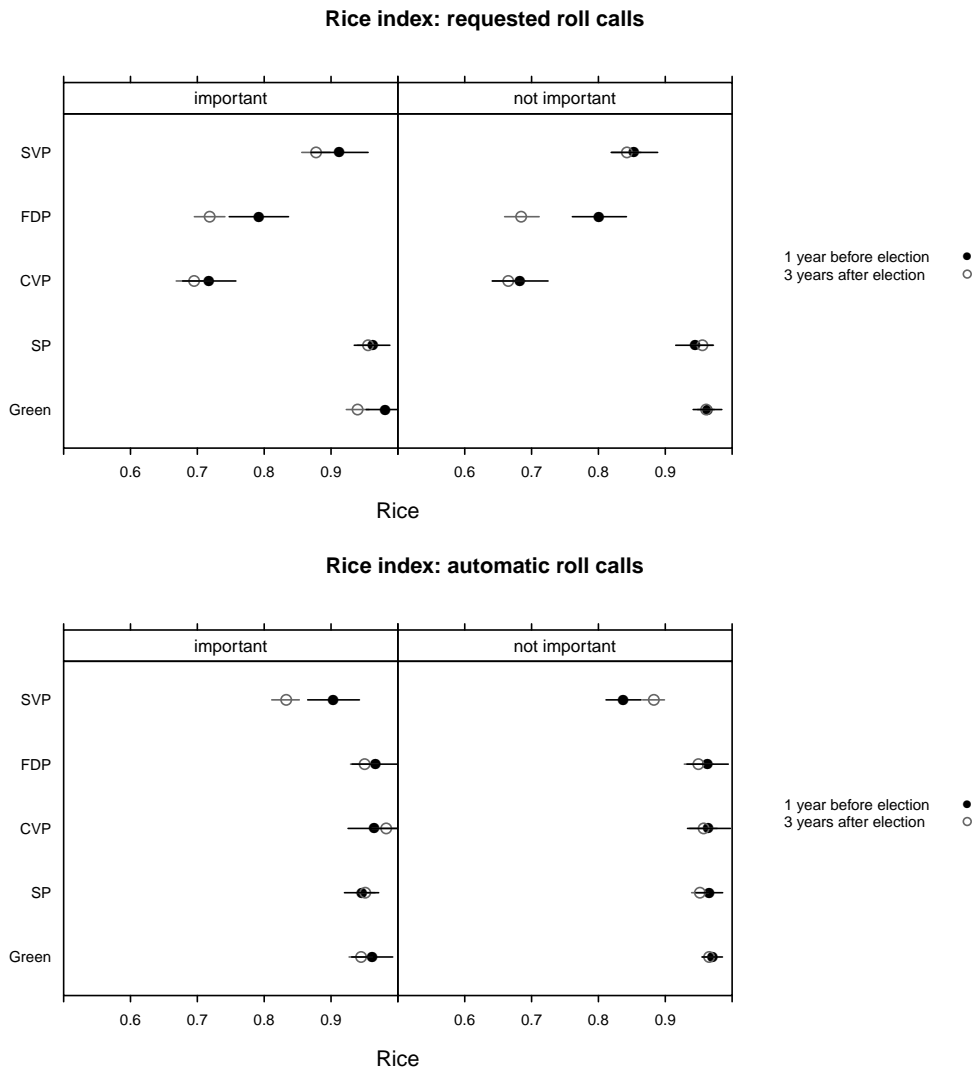 Rice index: requested roll calls
important not important
SVP
FDP
CVP
SP
Green
1 year before election
3 years after election
0.6 0.7 0.8 0.9 0.6 0.7 0.8 0.9
Rice
Rice index: automatic roll calls
important not important
SVP
FDP
CVP
SP
Green
1 year before election
3 years after election
0.6 0.7 0.8 0.9 0.6 0.7 0.8 0.9
Rice